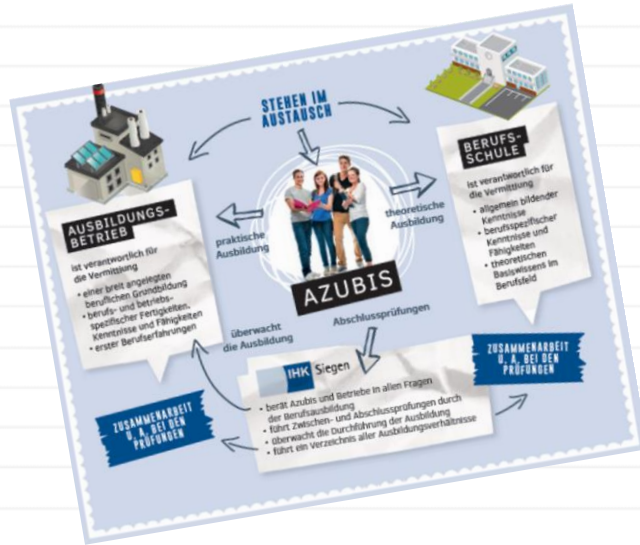 STEHEN IM
AUSTAUSCH
AUSBILDUNGS-
BETRIEB
ist verantwortlich für
die Vermittlung
• einer breit angelegten
beruflichen Grundbildung
• berufs- und betriebs-
spezifischer Fertigkeiten,
Kenntnisse und Fähigkeiten
• erster Berufserfahrungen
praktische
Ausbildung
AZUBIS
theoretische
Ausbildung
BERUFS-
SCHULE
ist verantwortlich für
die Vermittlung
• allgemein bildender
Kenntnisse
• berufsspezifischer
Kenntnisse und
Fähigkeiten
• theoretischen
Basiswissens im
Berufsfeld
überwacht
die Ausbildung
Abschlussprüfungen
IHK Siegen
• berät Azubis und Betriebe in allen Fragen
der Berufsausbildung
• führt Zwischen- und Abschlussprüfungen durch
• überwacht die Durchführung der Ausbildung
• führt ein Verzeichnis aller Ausbildungsverhältnisse
ZUSAMMENARBEIT
U. A. BEI DEN
PRÜFUNGEN
ZUSAMMENARBEIT
U. A. BEI DEN
PRÜFUNGEN